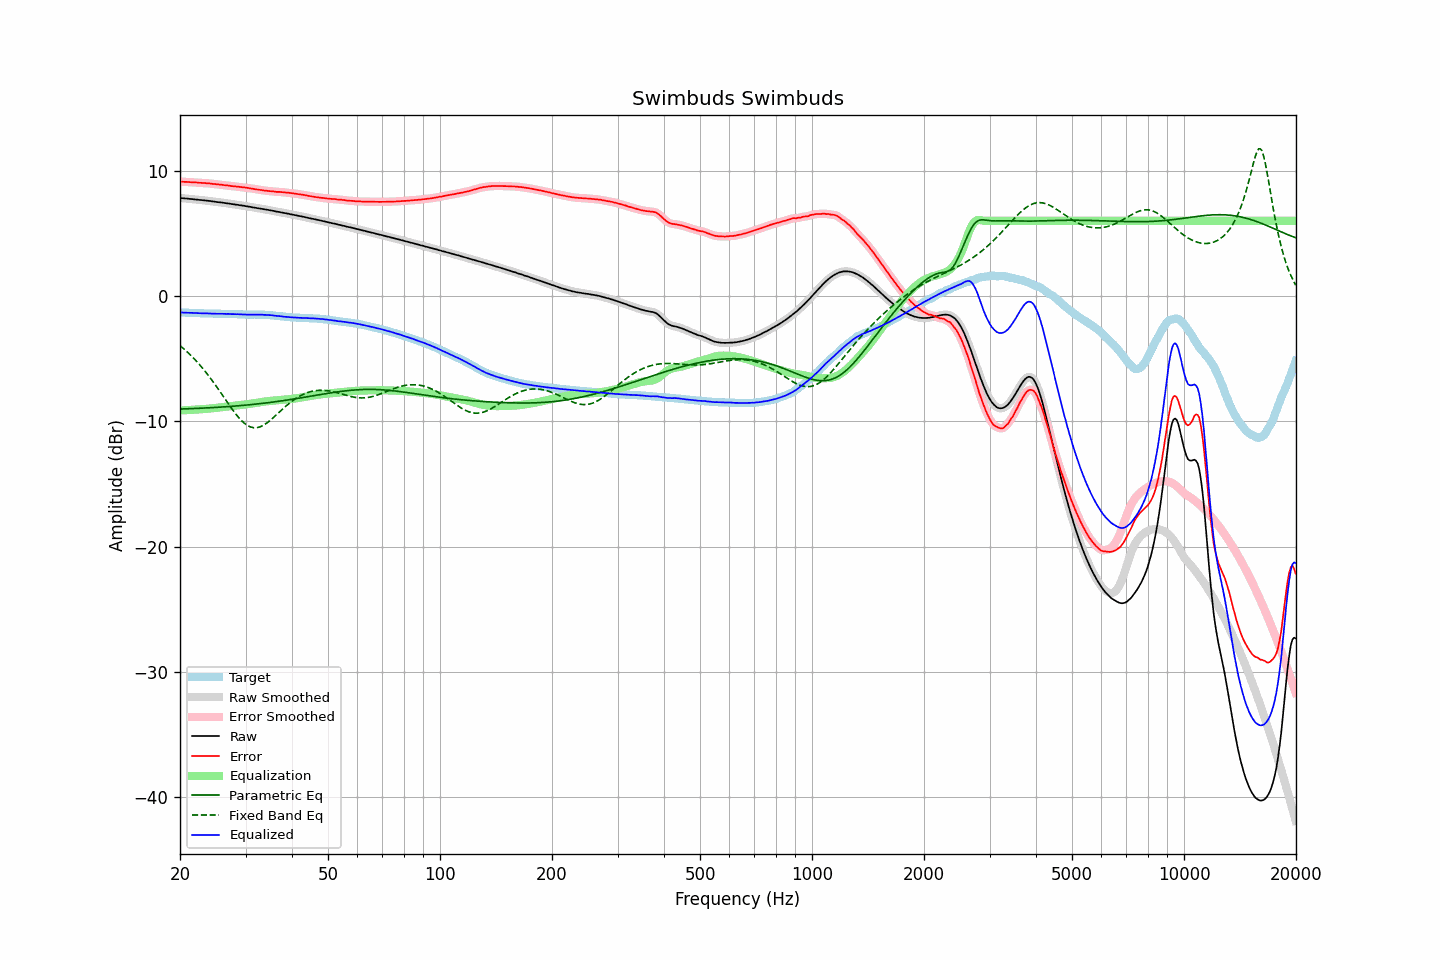 Swimbuds Swimbuds
Amplitude (dBr)
10
0
−10
−20
−30
−40
Target
Raw Smoothed
Error Smoothed
Raw
Error
Equalization
Parametric Eq
Fixed Band Eq
Equalized
20 50 100 200 500 1000 2000 5000 10000 20000
Frequency (Hz)